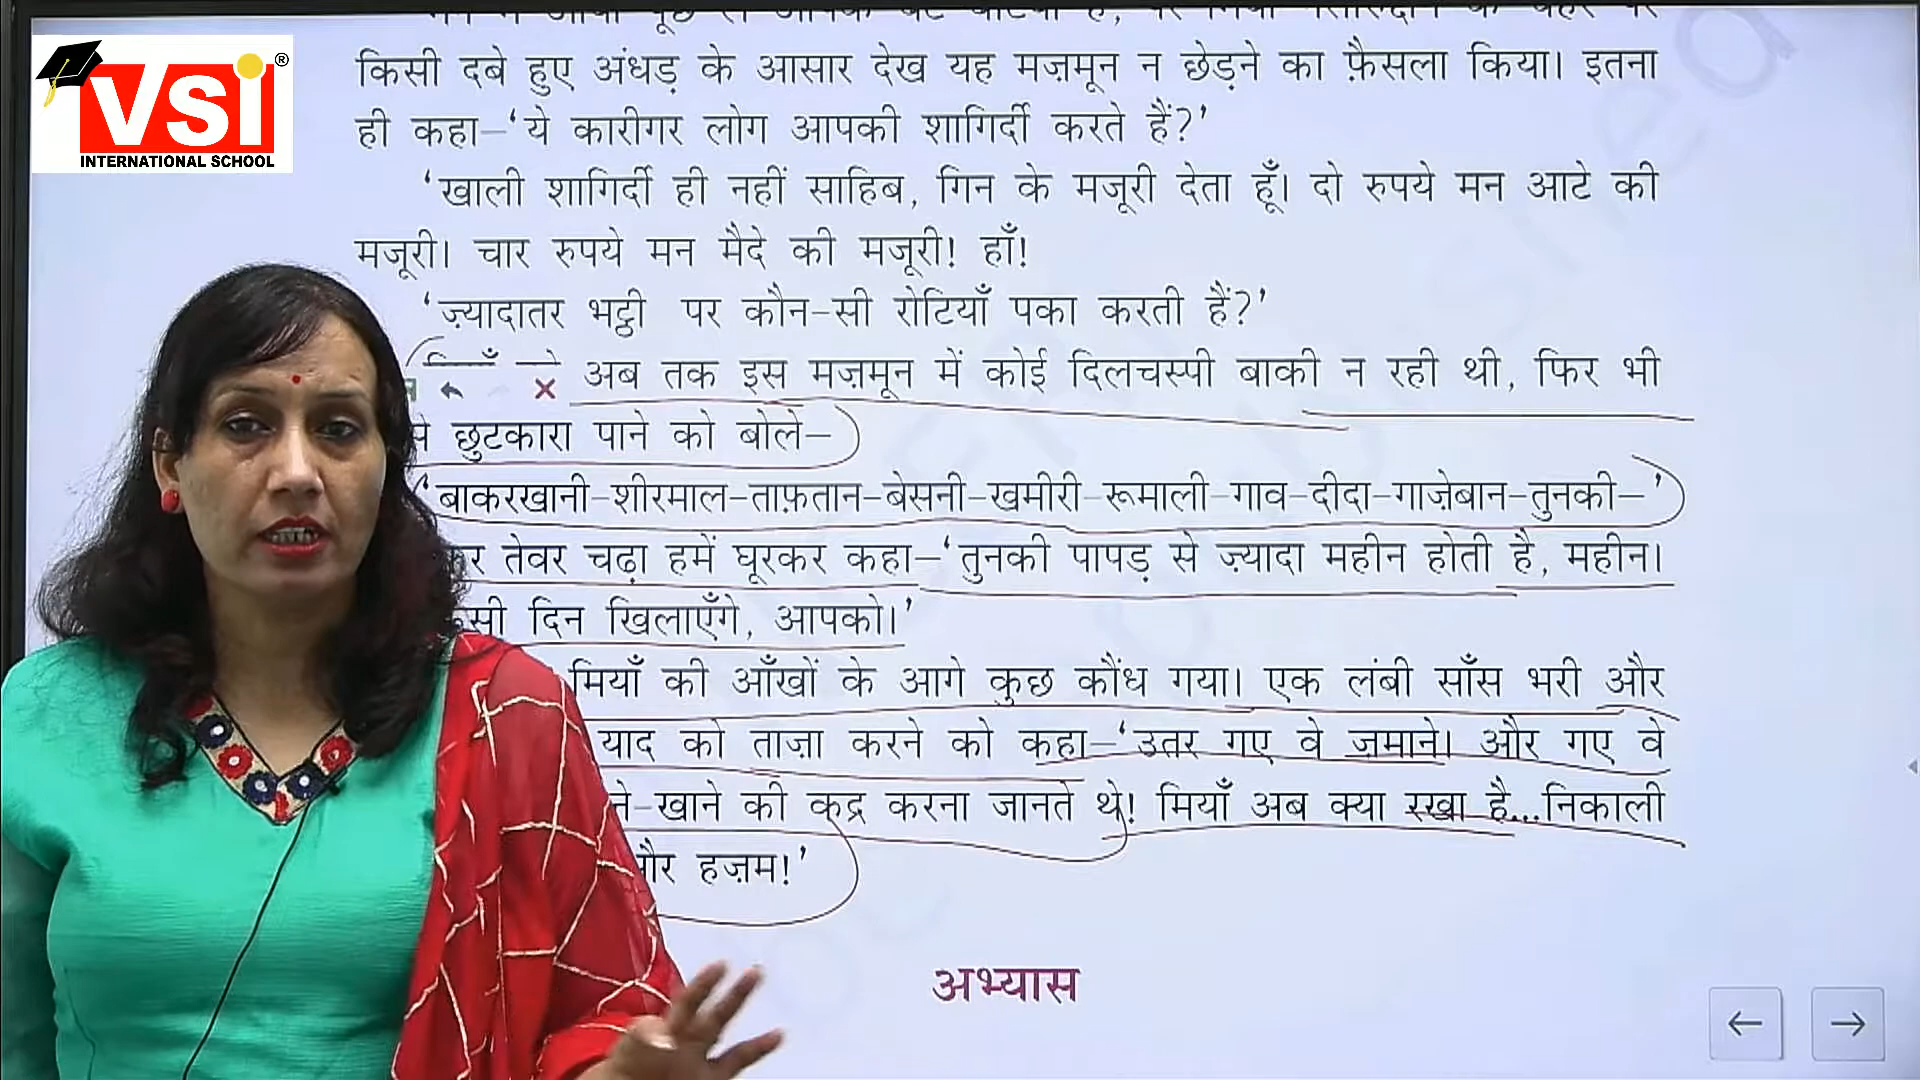 VSI®
INTERNATIONAL SCHOOL
किसी दबे हुए अंधड़ के आसार देख यह मज़मून न छेड़ने का फ़ैसला किया। इतना
ही कहा–‘ये कारीगर लोग आपकी शागिर्दी करते हैं?’
‘खाली शागिर्दी ही नहीं साहिब, गिन के मजूरी देता हूँ। दो रुपये मन आटे की
मजूरी। चार रुपये मन मैदे की मजूरी! हाँ!
‘ज़्यादातर भट्ठी पर कौन-सी रोटियाँ पका करती हैं?’
अब तक इस मज़मून में कोई दिलचस्पी बाकी न रही थी, फिर भी
छुटकारा पाने को बोले–
‘बाकरखानी-शीरमाल-ताफ़तान-बेसनी-खमीरी-रूमाली-गाव-दीदा-गाज़ेबान-तुनकी–’
तेवर चढ़ा हमें घूरकर कहा–‘तुनकी पापड़ से ज़्यादा महीन होती है, महीन।
दिन खिलाएँगे, आपको।’
मियाँ की आँखों के आगे कुछ कौंध गया। एक लंबी साँस भरी और
याद को ताज़ा करने को कहा–‘उतर गए वे ज़माने। और गए वे
-खाने की कद्र करना जानते थे! मियाँ अब क्या रखा है...निकाली
और हज़म!’
अभ्यास